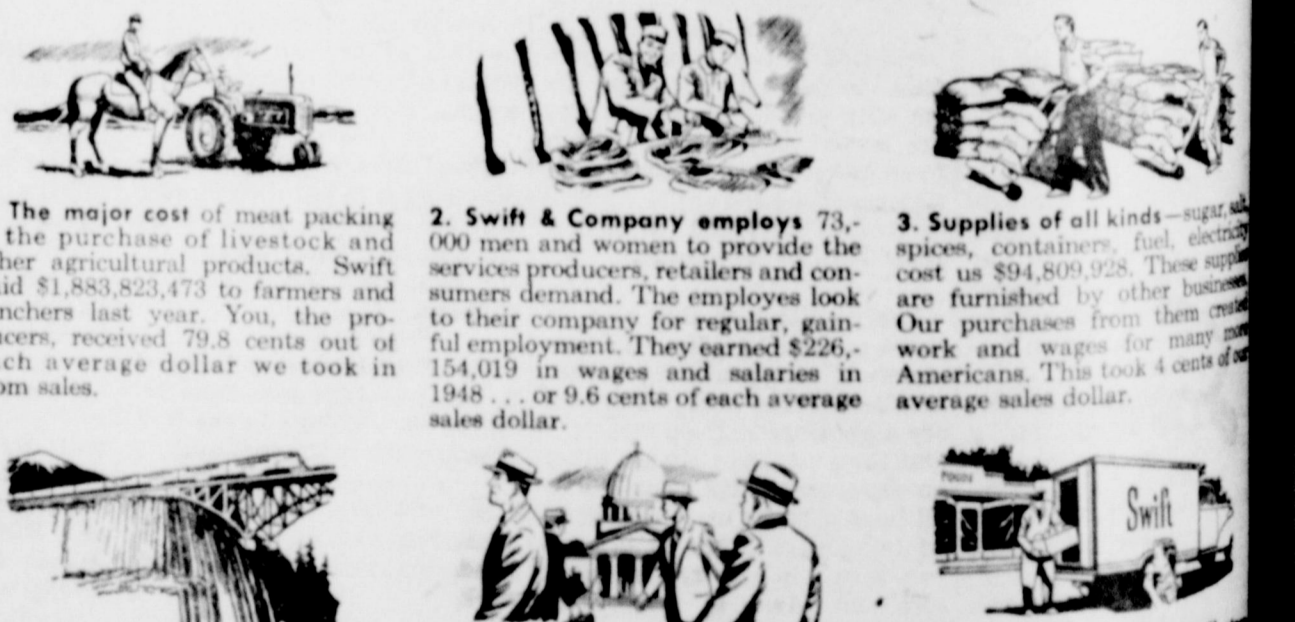 The major cost of meat packing
the purchase of livestock and
her agricultural products. Swift
id $1,883,823,473 to farmers and
nchers last year. You, the pro-
cers, received 79.8 cents out of
ch average dollar we took in
om sales.
2. Swift & Company employs 73,-
000 men and women to provide the
services producers, retailers and con-
sumers demand. The employes look
to their company for regular, gain-
ful employment. They earned $226,-
154,019 in wages and salaries in
1948 . . . or 9.6 cents of each average
sales dollar.
3. Supplies of all kinds—sugar, salt,
spices, containers, fuel, electricity
cost us $94,809,928. These supplies
are furnished by other businesses.
Our purchases from them created
work and wages for many more
Americans. This took 4 cents of our
average sales dollar.
FOODS
Swift